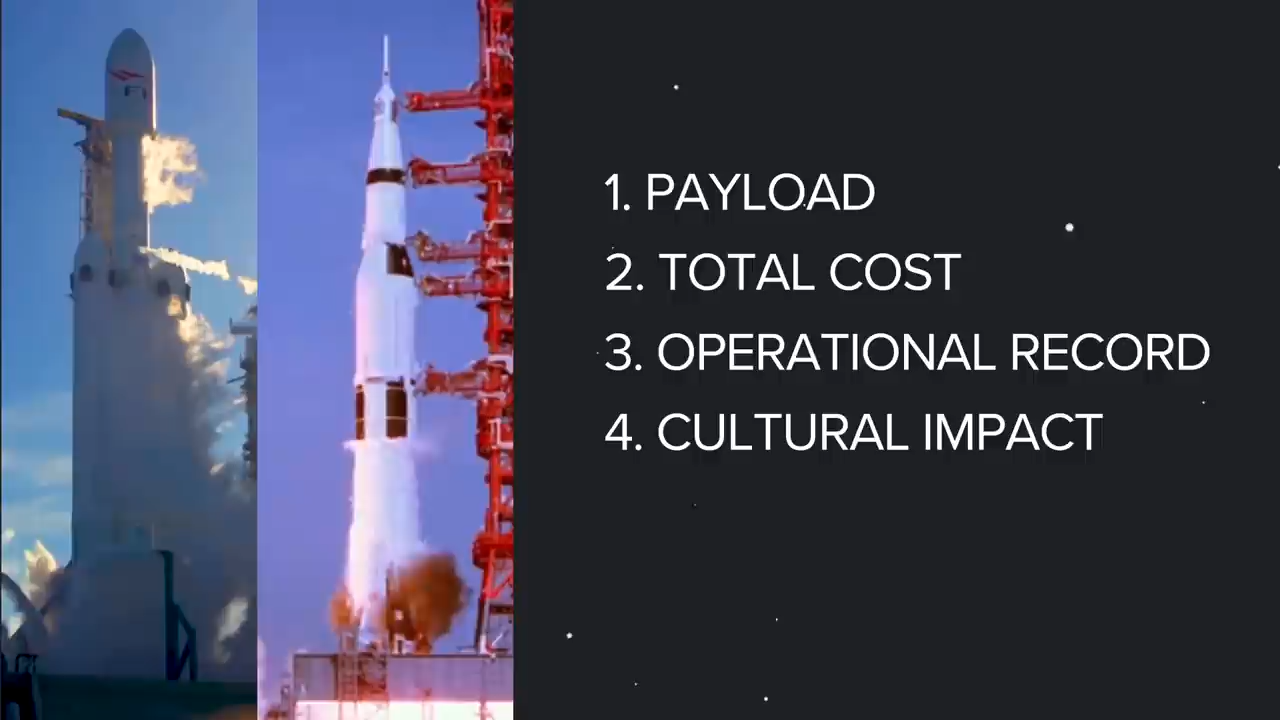 1. PAYLOAD
2. TOTAL COST
3. OPERATIONAL RECORD
4. CULTURAL IMPACT